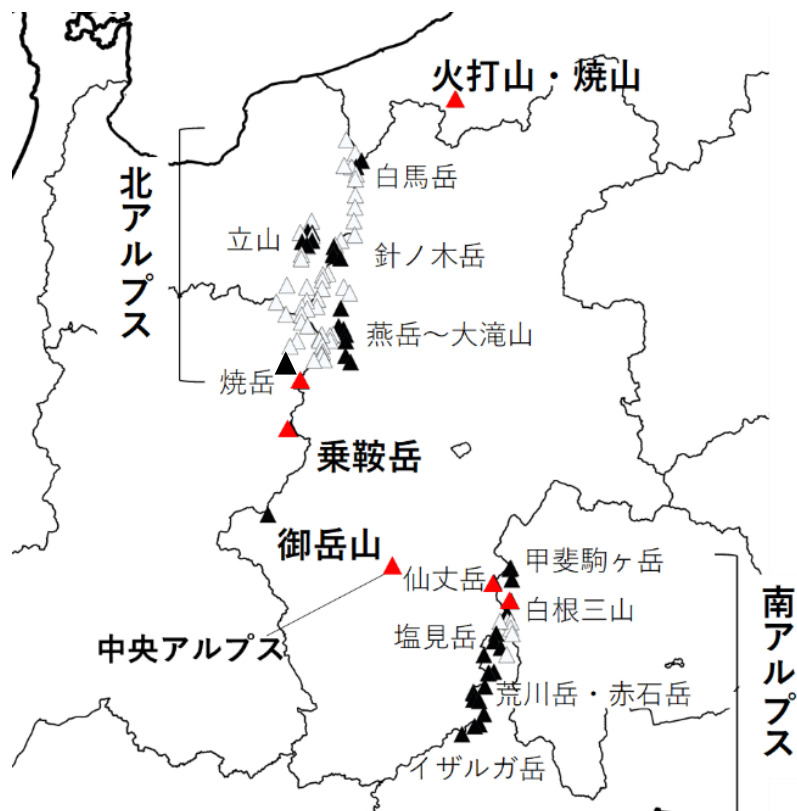 火打山・焼山
北アルプス
白馬岳
立山
針ノ木岳
燕岳～大滝山
焼岳
乗鞍岳
御岳山
甲斐駒ヶ岳
仙丈岳
白根三山
南アルプス
塩見岳
中央アルプス
荒川岳・赤石岳
イザルガ岳